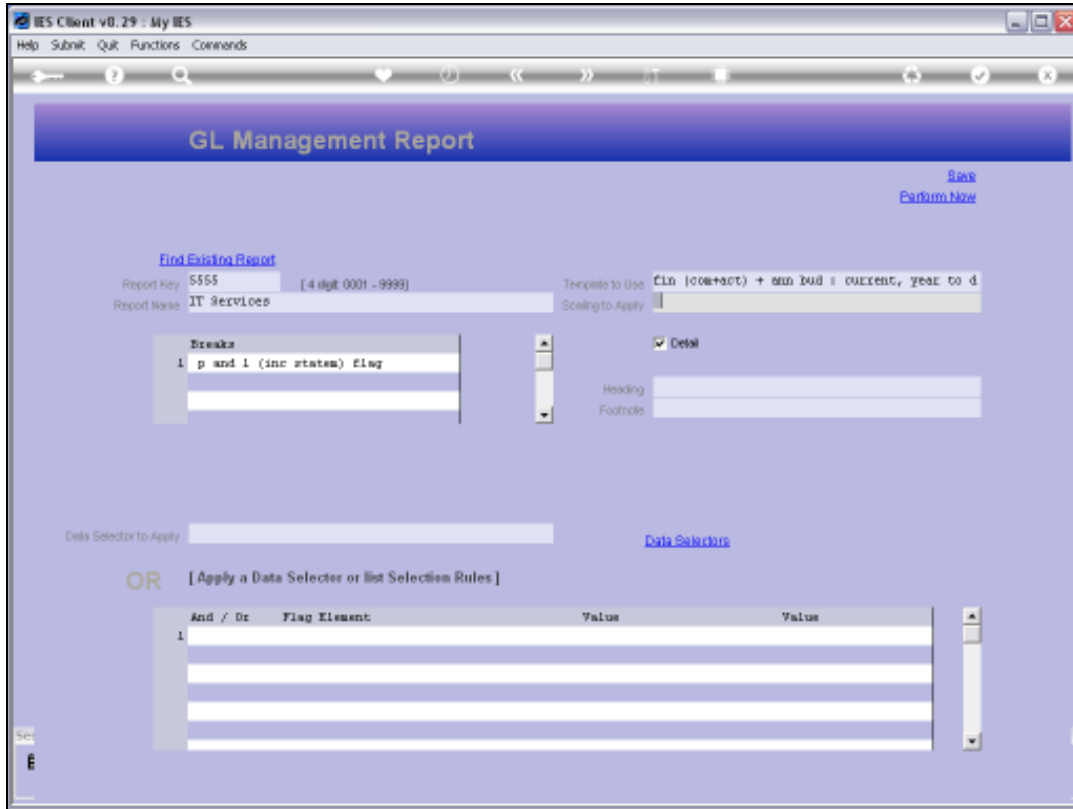 IES Client v8.29 : My IES
Help Submit Quit Functions Commands
GL Management Report
Save
Perform Now
Find Existing Report
Report Key 5555 [ 4 digit: 0001 - 9999]
Template to Use fin (com+act) + ann bud : current, year to d
Report Name IT Services
Scaling to Apply
Breaks
1 p and l (inc statem) flag
Detail
Heading
Footnote
Data Selector to Apply
Data Selectors
OR [ Apply a Data Selector or list Selection Rules ]
And / Or Flag Element Value Value
1